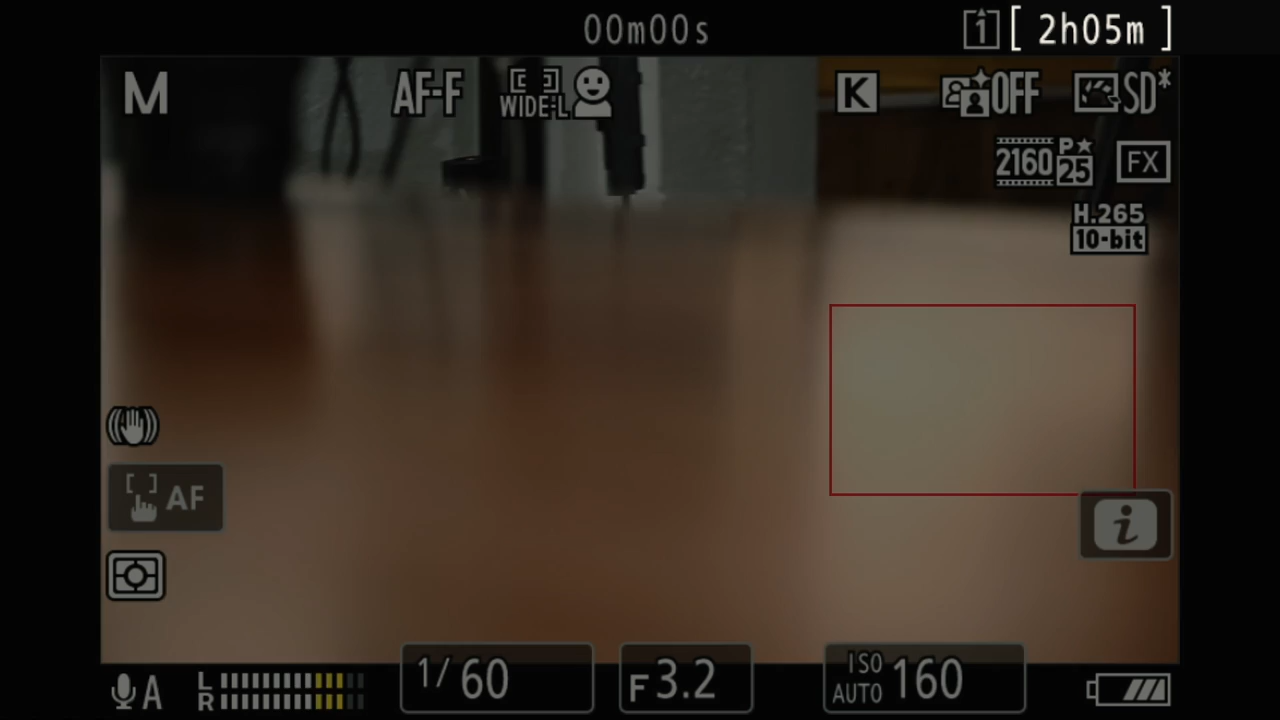 00m00s
1 [ 2h05m ]
M AF-F WIDE-L K OFF SD*
2160 P★ 25 FX
H.265
10-bit
AF
i
A L R 1/60 F3.2 ISO AUTO 160